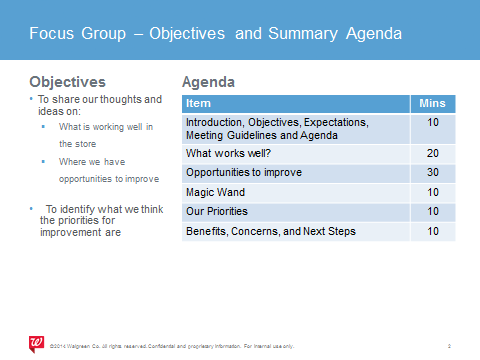 Focus Group – Objectives and Summary Agenda
Objectives
• To share our thoughts and
ideas on:
▪ What is working well in
the store
▪ Where we have
opportunities to improve
• To identify what we think
the priorities for
improvement are
Agenda
Item Mins
Introduction, Objectives, Expectations,
Meeting Guidelines and Agenda 10
What works well? 20
Opportunities to improve 30
Magic Wand 10
Our Priorities 10
Benefits, Concerns, and Next Steps 10
©2014 Walgreen Co. All rights reserved. Confidential and proprietary information. For internal use only.
2